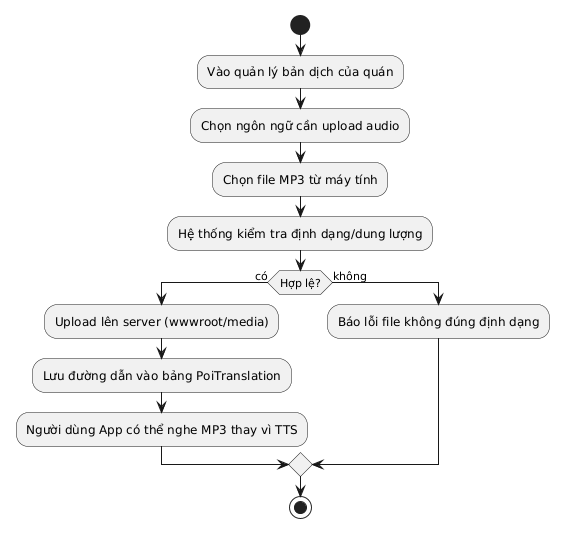 Vào quản lý bản dịch của quán
Chọn ngôn ngữ cần upload audio
Chọn file MP3 từ máy tính
Hệ thống kiểm tra định dạng/dung lượng
có
Hợp lệ?
không
Upload lên server (wwwroot/media)
Báo lỗi file không đúng định dạng
Lưu đường dẫn vào bảng PoiTranslation
Người dùng App có thể nghe MP3 thay vì TTS